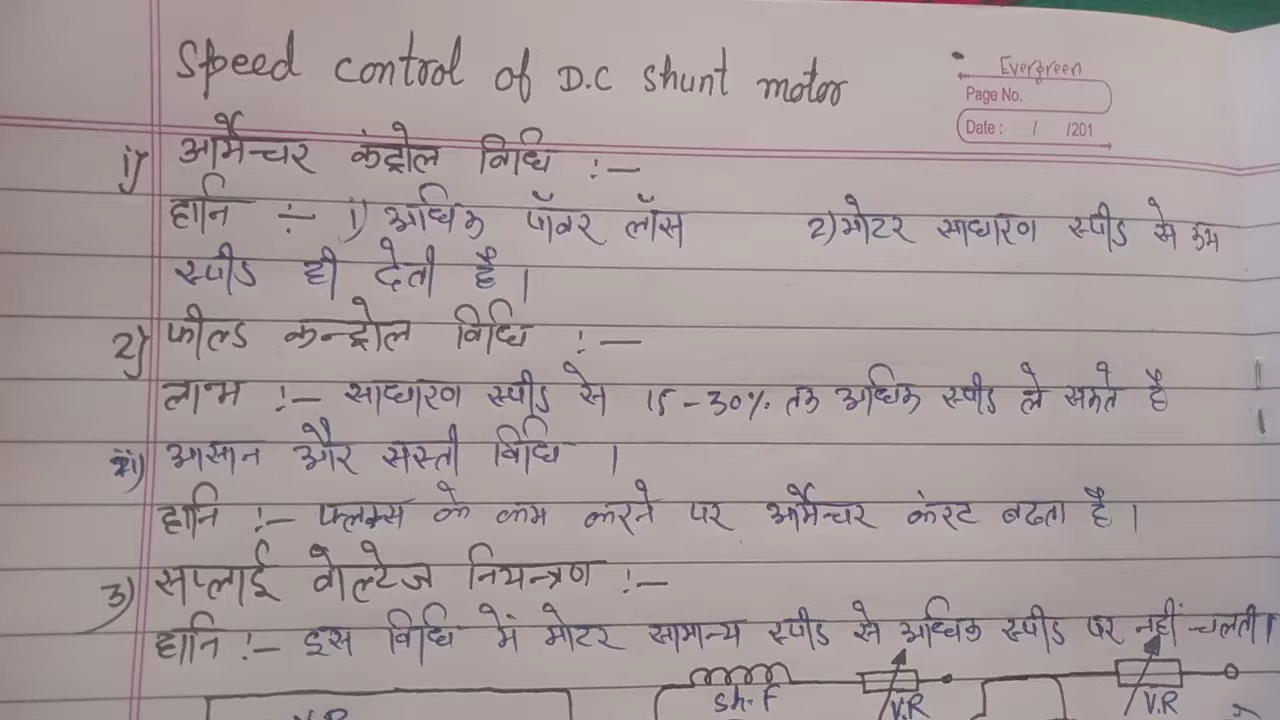 Speed control of D.C shunt motor
Evergreen
Page No.
Date : / /201
1) आर्मेचर कंट्रोल विधि :-
हानि :- i) अधिक पॉवर लॉस 2) मोटर साधारण स्पीड से कम
स्पीड ही देती है।
2) फील्ड कन्ट्रोल विधि :-
लाभ :- साधारण स्पीड से 15-30% तक अधिक स्पीड ले सकते है
ii) आसान और सस्ती विधि ।
हानि :- फ्लक्स के कम करने पर आर्मेचर करंट बढता है।
3) सप्लाई वोल्टेज नियन्त्रण :-
हानि :- इस विधि में मोटर सामान्य स्पीड से अधिक स्पीड पर नहीं चलती।
Sh.F V.R V.R
V.R